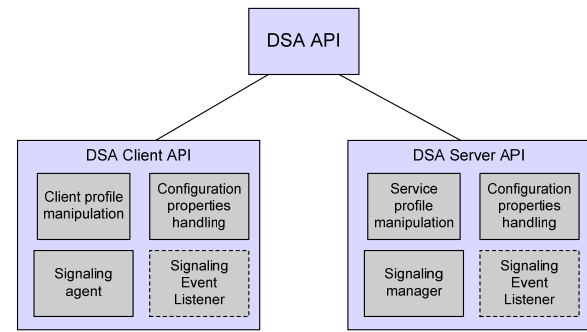 DSA API
DSA Client API
Client profile
manipulation
Configuration
properties
handling
Signaling
agent
Signaling
Event
Listener
DSA Server API
Service
profile
manipulation
Configuration
properties
handling
Signaling
manager
Signaling
Event
Listener